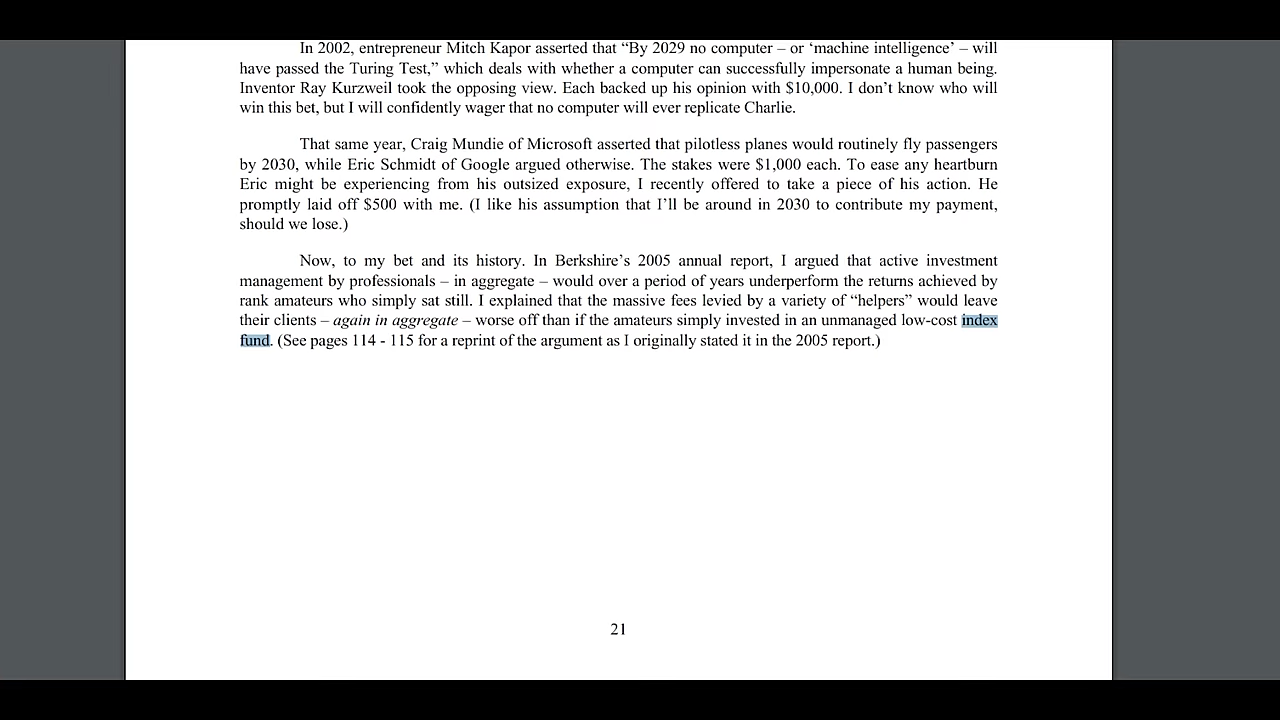 In 2002, entrepreneur Mitch Kapor asserted that “By 2029 no computer – or ‘machine intelligence’ – will
have passed the Turing Test,” which deals with whether a computer can successfully impersonate a human being.
Inventor Ray Kurzweil took the opposing view. Each backed up his opinion with $10,000. I don’t know who will
win this bet, but I will confidently wager that no computer will ever replicate Charlie.
That same year, Craig Mundie of Microsoft asserted that pilotless planes would routinely fly passengers
by 2030, while Eric Schmidt of Google argued otherwise. The stakes were $1,000 each. To ease any heartburn
Eric might be experiencing from his outsized exposure, I recently offered to take a piece of his action. He
promptly laid off $500 with me. (I like his assumption that I’ll be around in 2030 to contribute my payment,
should we lose.)
Now, to my bet and its history. In Berkshire’s 2005 annual report, I argued that active investment
management by professionals – in aggregate – would over a period of years underperform the returns achieved by
rank amateurs who simply sat still. I explained that the massive fees levied by a variety of “helpers” would leave
their clients – again in aggregate – worse off than if the amateurs simply invested in an unmanaged low-cost index
fund. (See pages 114 - 115 for a reprint of the argument as I originally stated it in the 2005 report.)
21